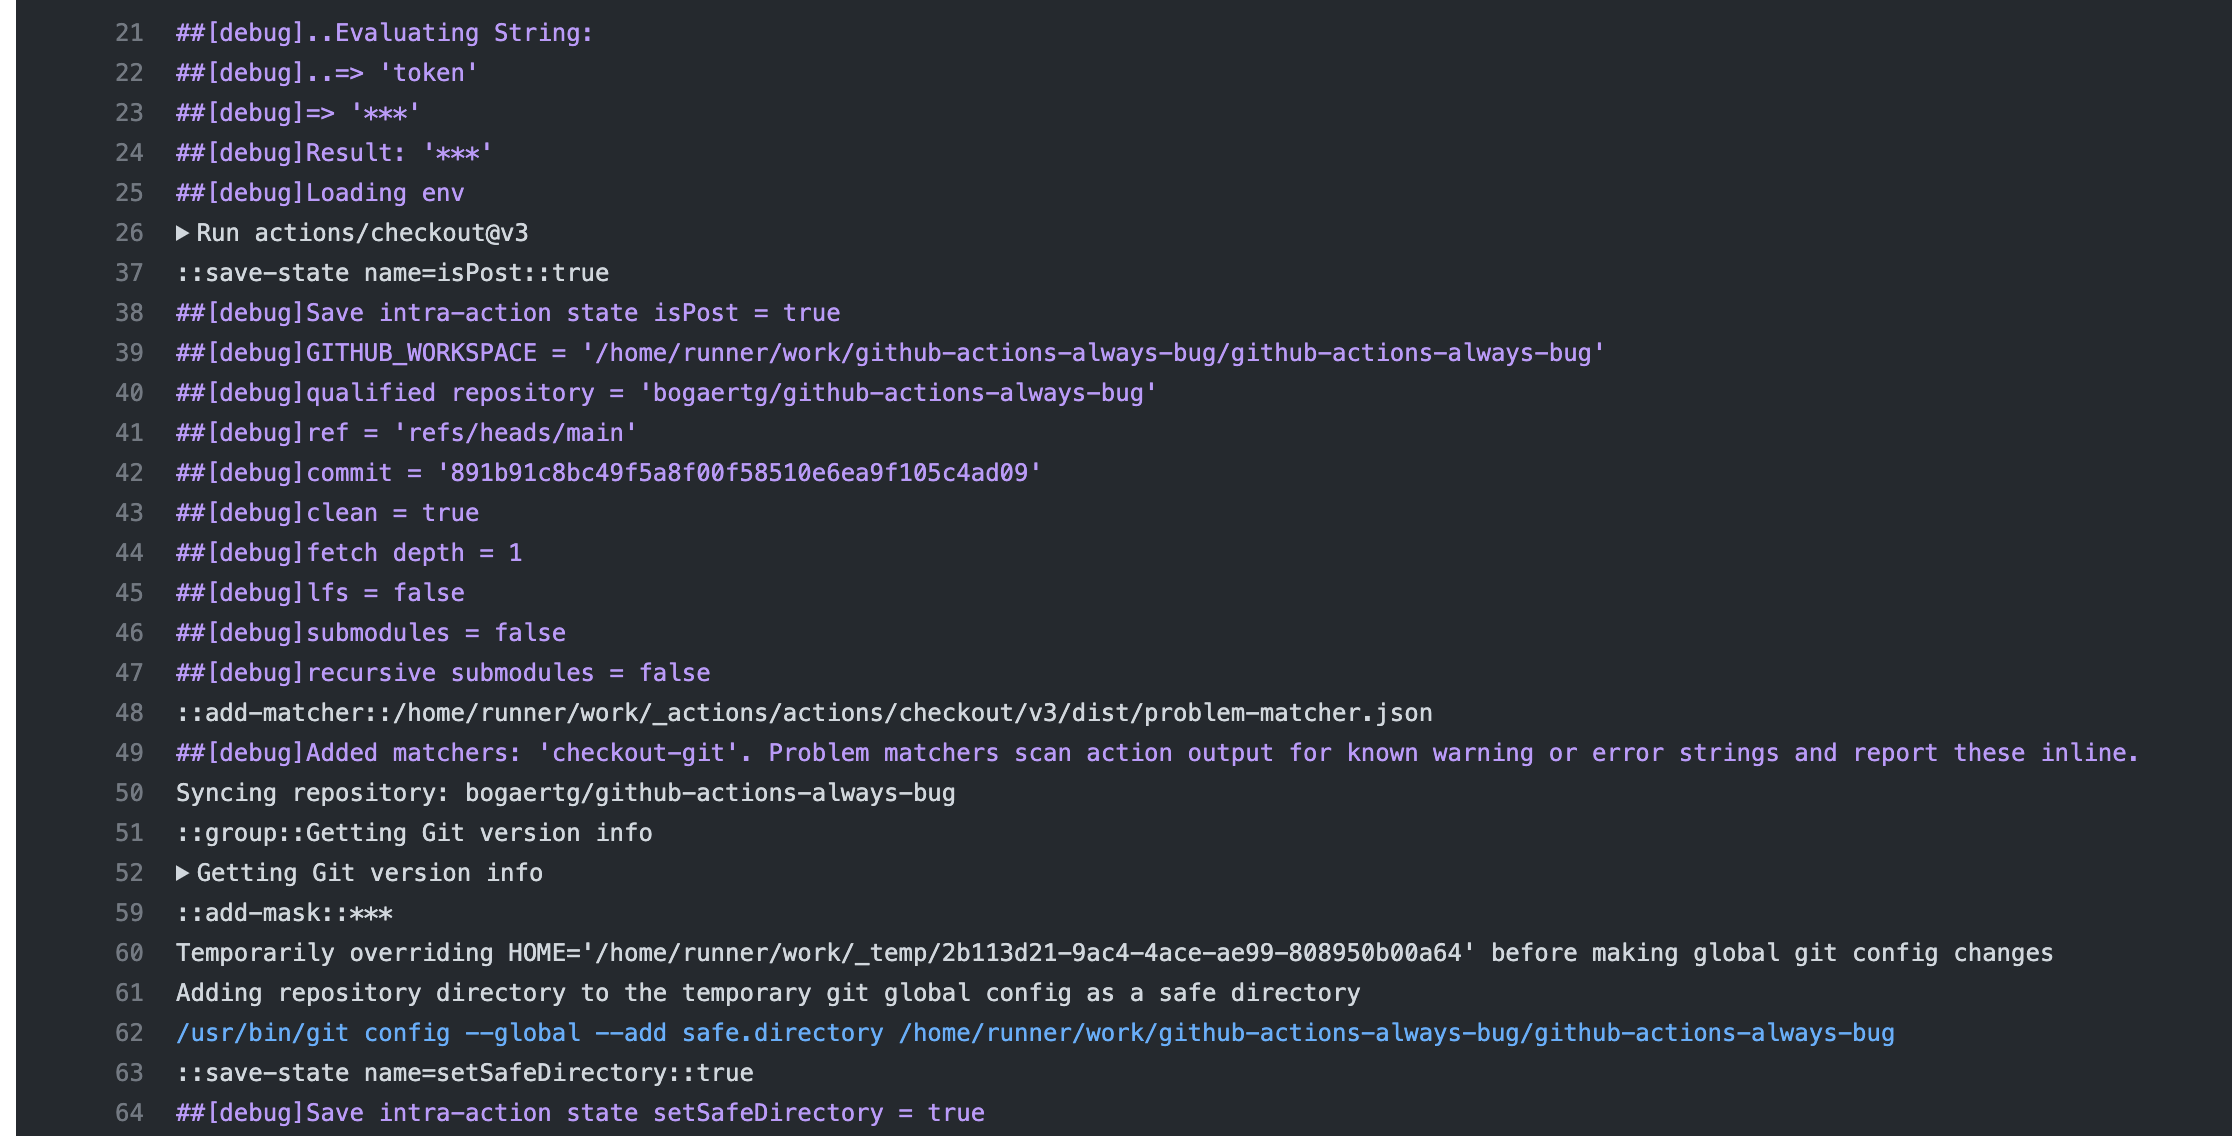 21 ##[debug]..Evaluating String:
22 ##[debug]..=> 'token'
23 ##[debug]=> '***'
24 ##[debug]Result: '***'
25 ##[debug]Loading env
26 ▶Run actions/checkout@v3
37 ::save-state name=isPost::true
38 ##[debug]Save intra-action state isPost = true
39 ##[debug]GITHUB_WORKSPACE = '/home/runner/work/github-actions-always-bug/github-actions-always-bug'
40 ##[debug]qualified repository = 'bogaertg/github-actions-always-bug'
41 ##[debug]ref = 'refs/heads/main'
42 ##[debug]commit = '891b91c8bc49f5a8f00f58510e6ea9f105c4ad09'
43 ##[debug]clean = true
44 ##[debug]fetch depth = 1
45 ##[debug]lfs = false
46 ##[debug]submodules = false
47 ##[debug]recursive submodules = false
48 ::add-matcher::/home/runner/work/_actions/actions/checkout/v3/dist/problem-matcher.json
49 ##[debug]Added matchers: 'checkout-git'. Problem matchers scan action output for known warning or error strings and report these inline.
50 Syncing repository: bogaertg/github-actions-always-bug
51 ::group::Getting Git version info
52 ▶Getting Git version info
59 ::add-mask::***
60 Temporarily overriding HOME='/home/runner/work/_temp/2b113d21-9ac4-4ace-ae99-808950b00a64' before making global git config changes
61 Adding repository directory to the temporary git global config as a safe directory
62 /usr/bin/git config --global --add safe.directory /home/runner/work/github-actions-always-bug/github-actions-always-bug
63 ::save-state name=setSafeDirectory::true
64 ##[debug]Save intra-action state setSafeDirectory = true